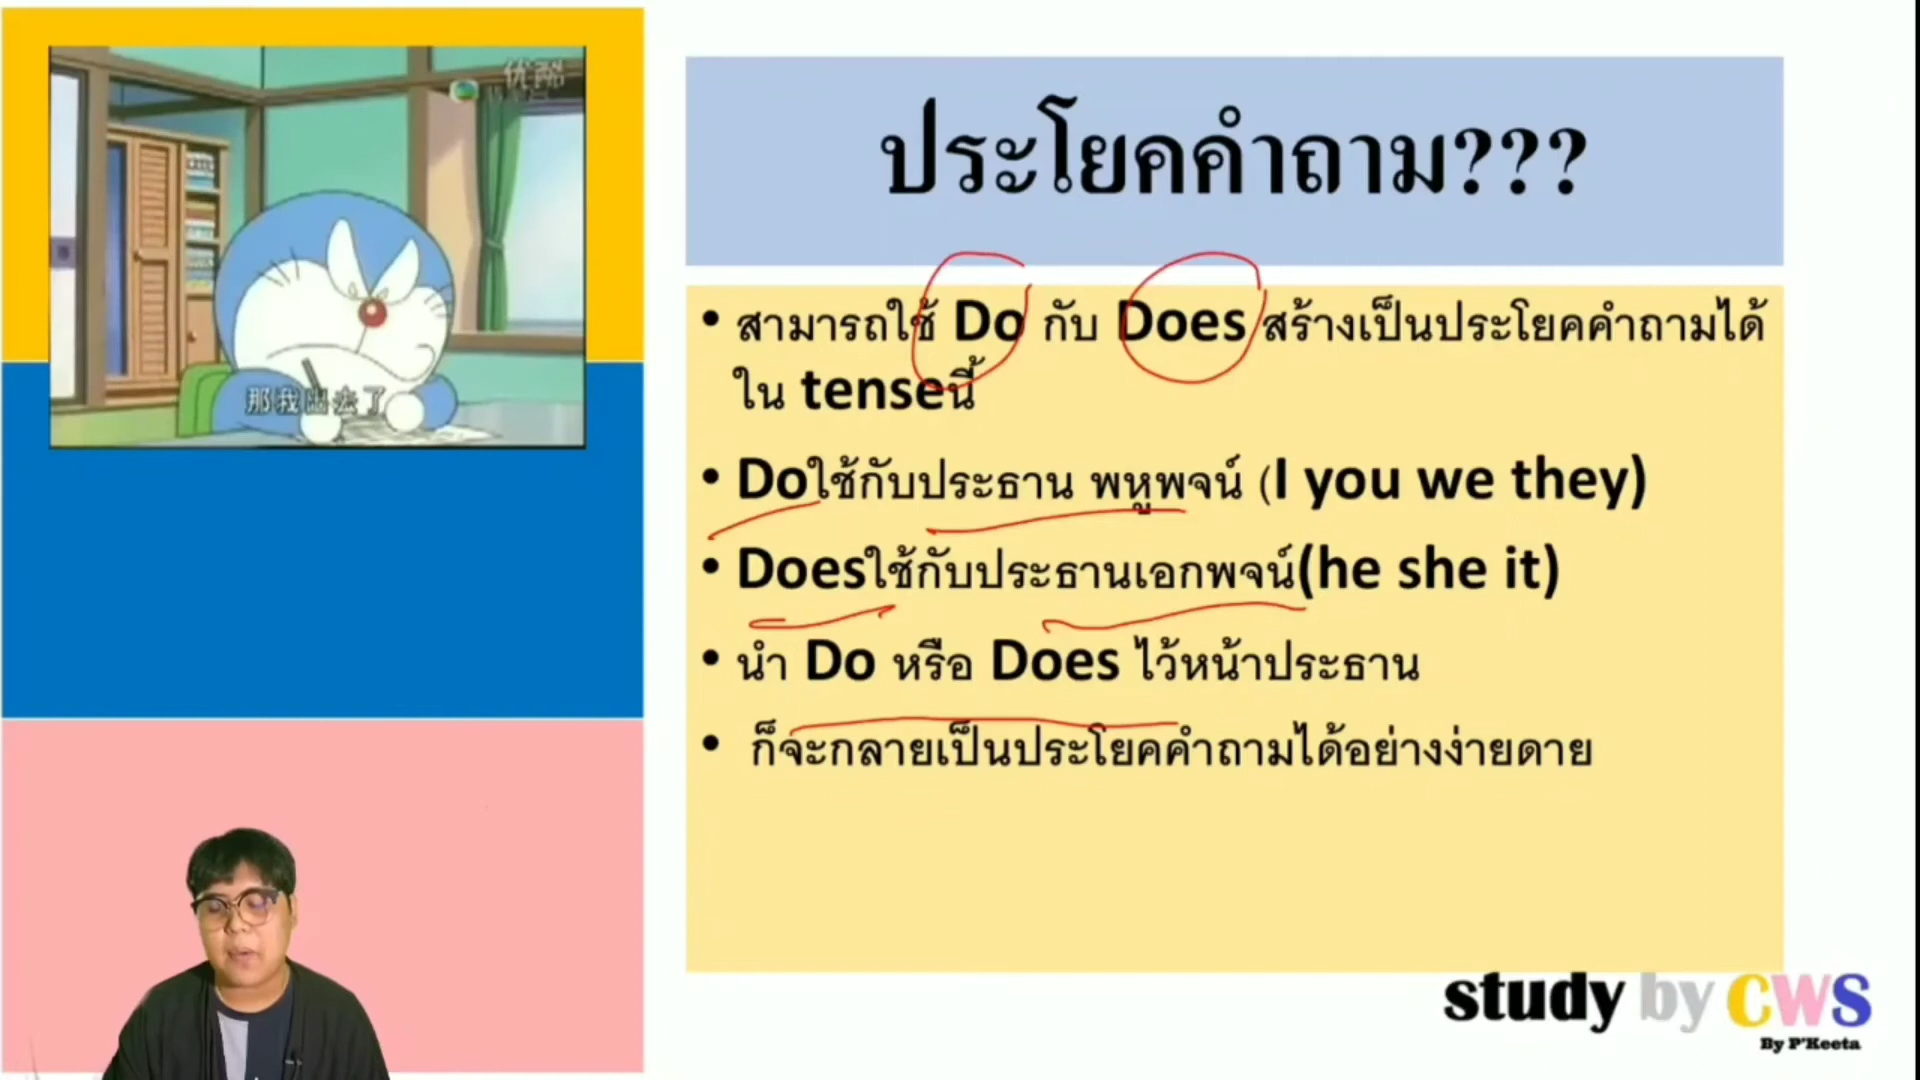 优酷
那我出去了
ประโยคคำถาม???
• สามารถใช้ Do กับ Does สร้างเป็นประโยคคำถามได้
ใน tenseนี้
• Doใช้กับประธาน พหูพจน์ (I you we they)
• Doesใช้กับประธานเอกพจน์(he she it)
• นำ Do หรือ Does ไว้หน้าประธาน
• ก็จะกลายเป็นประโยคคำถามได้อย่างง่ายดาย
study by CWS
By P'Keeta